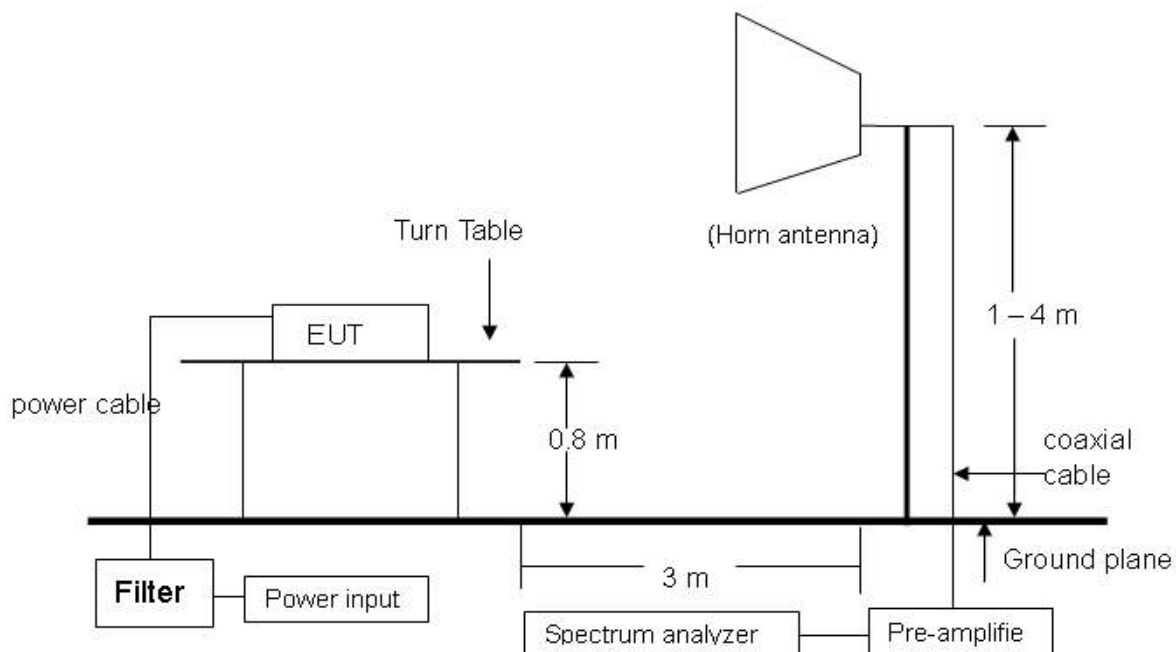 Turn Table
(Horn antenna)
EUT
1 – 4 m
power cable
0.8 m
coaxial
cable
Ground plane
3 m
Filter
Power input
Spectrum analyzer
Pre-amplifie